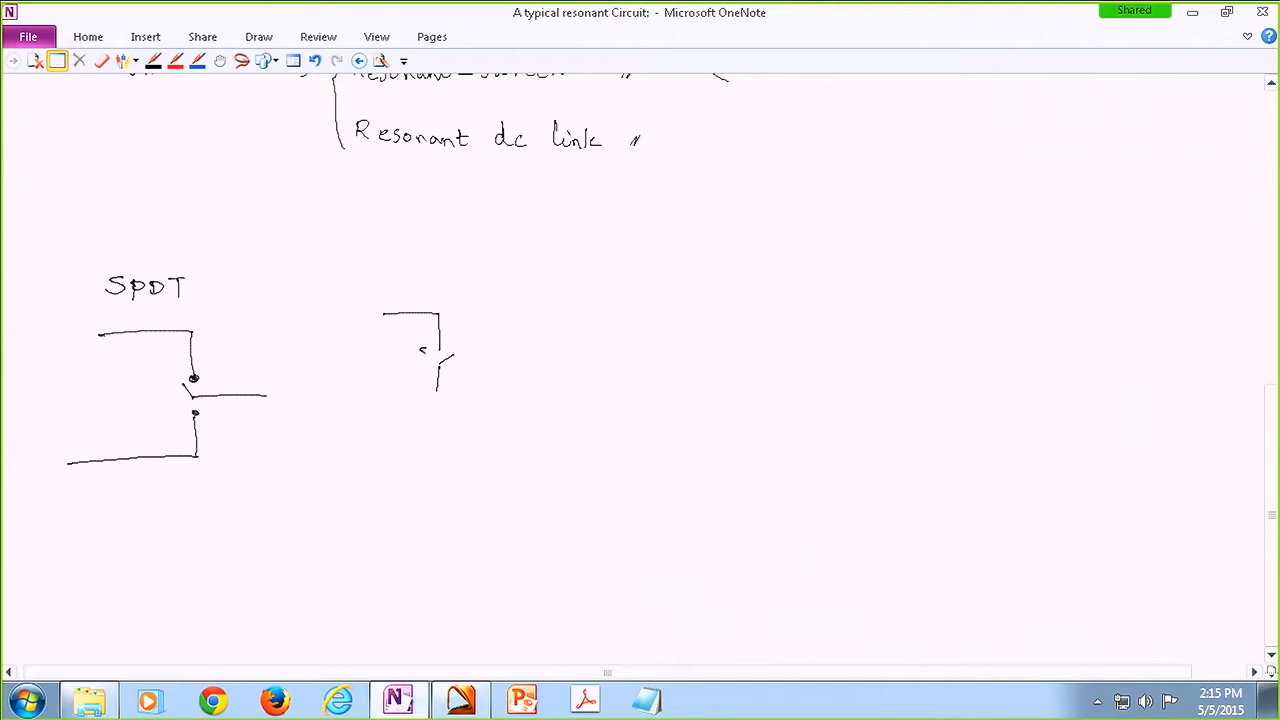 A typical resonant Circuit: - Microsoft OneNote
Shared
File Home Insert Share Draw Review View Pages
Resonant dc link "
SPDT
2:15 PM
5/5/2015